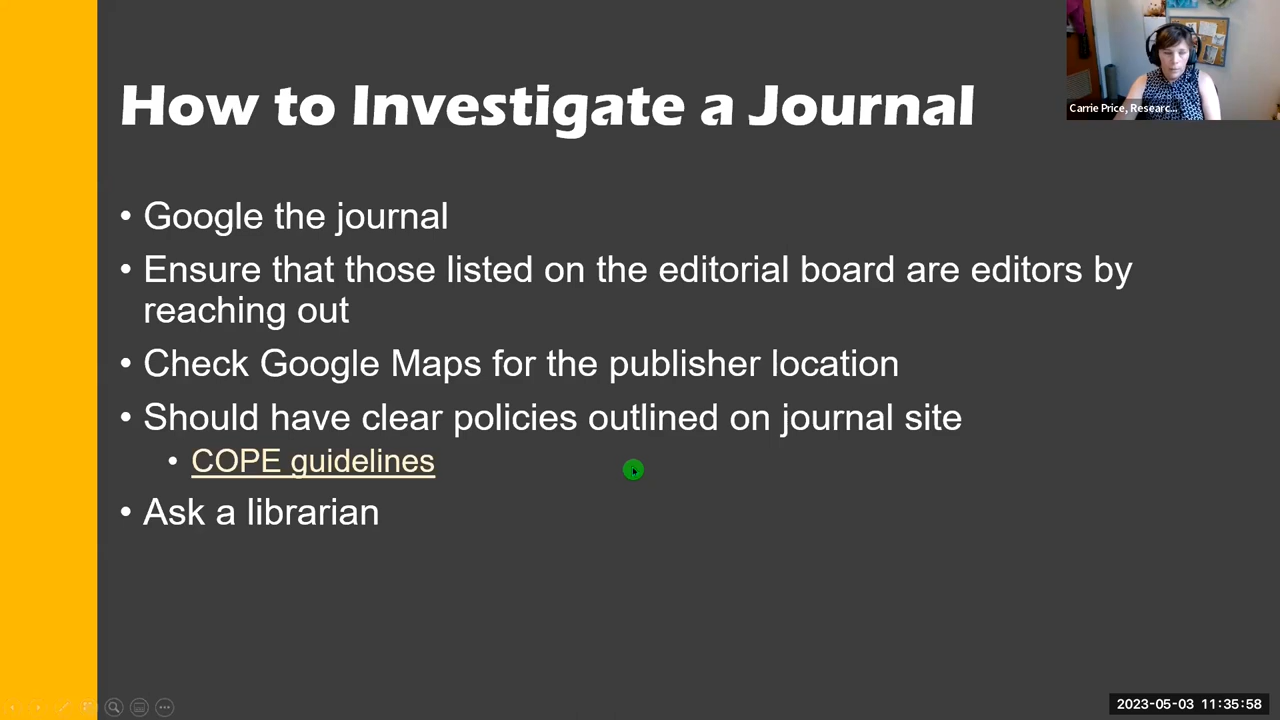 How to Investigate a Journal
Carrie Price, Researc...
• Google the journal
• Ensure that those listed on the editorial board are editors by
reaching out
• Check Google Maps for the publisher location
• Should have clear policies outlined on journal site
• COPE guidelines
• Ask a librarian
2023-05-03 11:35:58